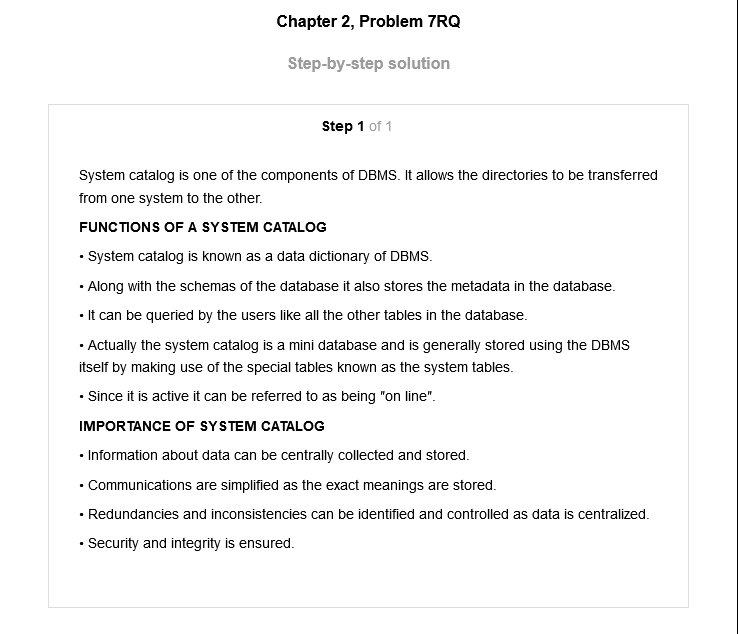 Chapter 2, Problem 7RQ
Step-by-step solution
Step 1 of 1
System catalog is one of the components of DBMS. It allows the directories to be transferred
from one system to the other.
FUNCTIONS OF A SYSTEM CATALOG
• System catalog is known as a data dictionary of DBMS.
• Along with the schemas of the database it also stores the metadata in the database.
• It can be queried by the users like all the other tables in the database.
• Actually the system catalog is a mini database and is generally stored using the DBMS
itself by making use of the special tables known as the system tables.
• Since it is active it can be referred to as being "on line".
IMPORTANCE OF SYSTEM CATALOG
• Information about data can be centrally collected and stored.
• Communications are simplified as the exact meanings are stored.
• Redundancies and inconsistencies can be identified and controlled as data is centralized.
• Security and integrity is ensured.